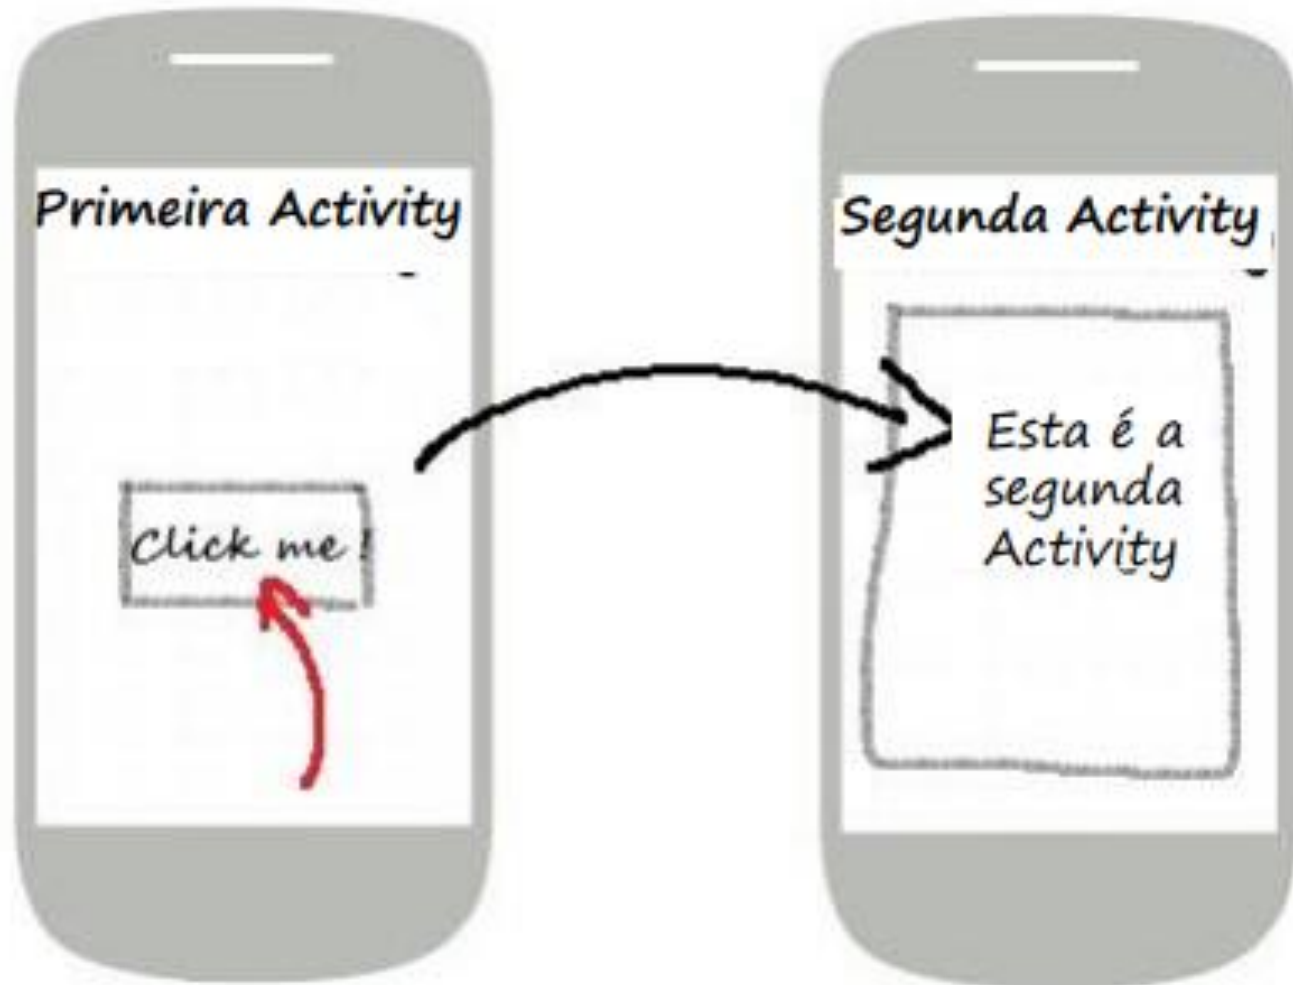 Primeira Activity
Click me
Segunda Activity
Esta é a
segunda
Activity